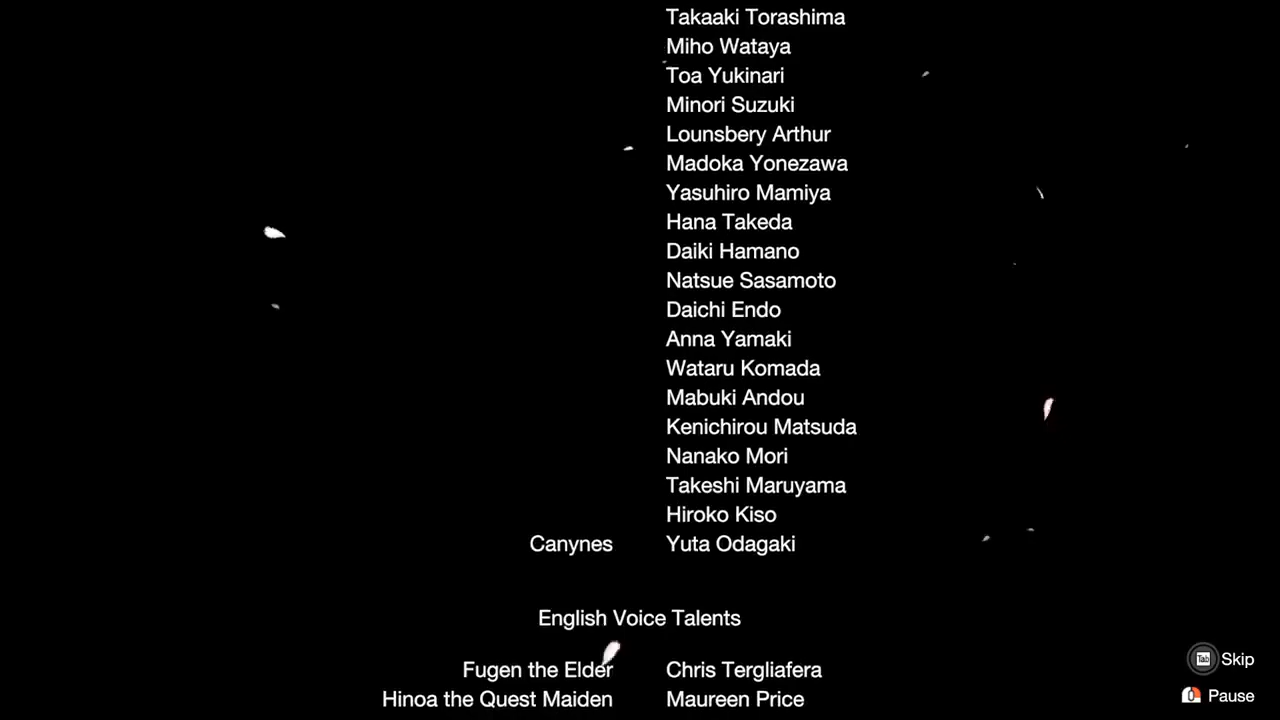 Takaaki Torashima
Miho Wataya
Toa Yukinari
Minori Suzuki
Lounsbery Arthur
Madoka Yonezawa
Yasuhiro Mamiya
Hana Takeda
Daiki Hamano
Natsue Sasamoto
Daichi Endo
Anna Yamaki
Wataru Komada
Mabuki Andou
Kenichirou Matsuda
Nanako Mori
Takeshi Maruyama
Hiroko Kiso
Canynes Yuta Odagaki
English Voice Talents
Fugen the Elder Chris Tergliafera
Hinoa the Quest Maiden Maureen Price
Tab Skip
Pause